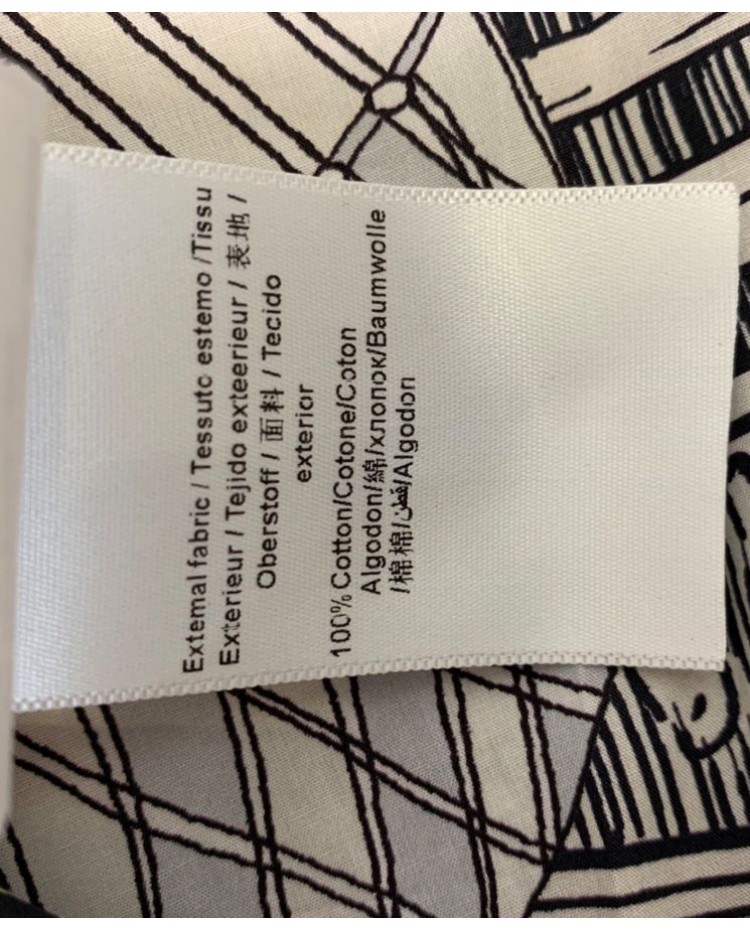 Extemal fabric / Tessuto estemo /Tissu
Exterieur / Tejido exteerieur / 表地 /
Oberstoff / 面料 / Tecido
exterior
100% Cotton/Cotone/Coton
Algodon/綿/хлопок/Baumwolle
/棉棉/قطن/Algodon